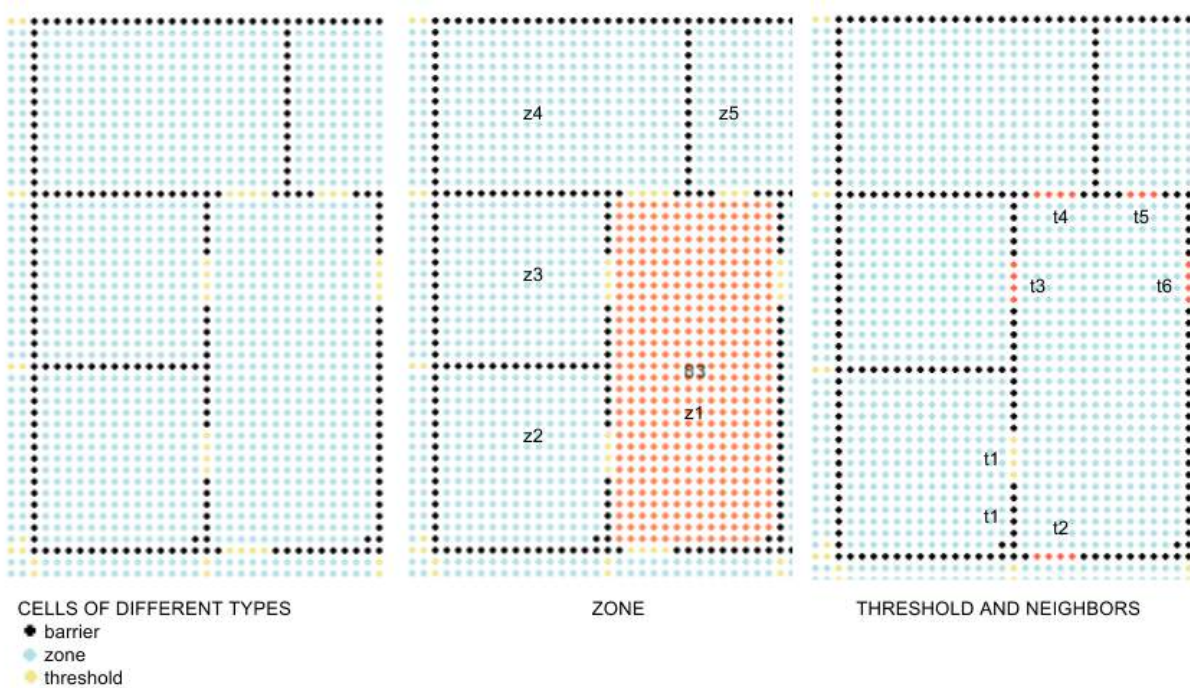 z4
z5
z3
B3
z1
z2
t4
t5
t3
t6
t1
t1
t2
CELLS OF DIFFERENT TYPES
barrier
zone
threshold
ZONE
THRESHOLD AND NEIGHBORS